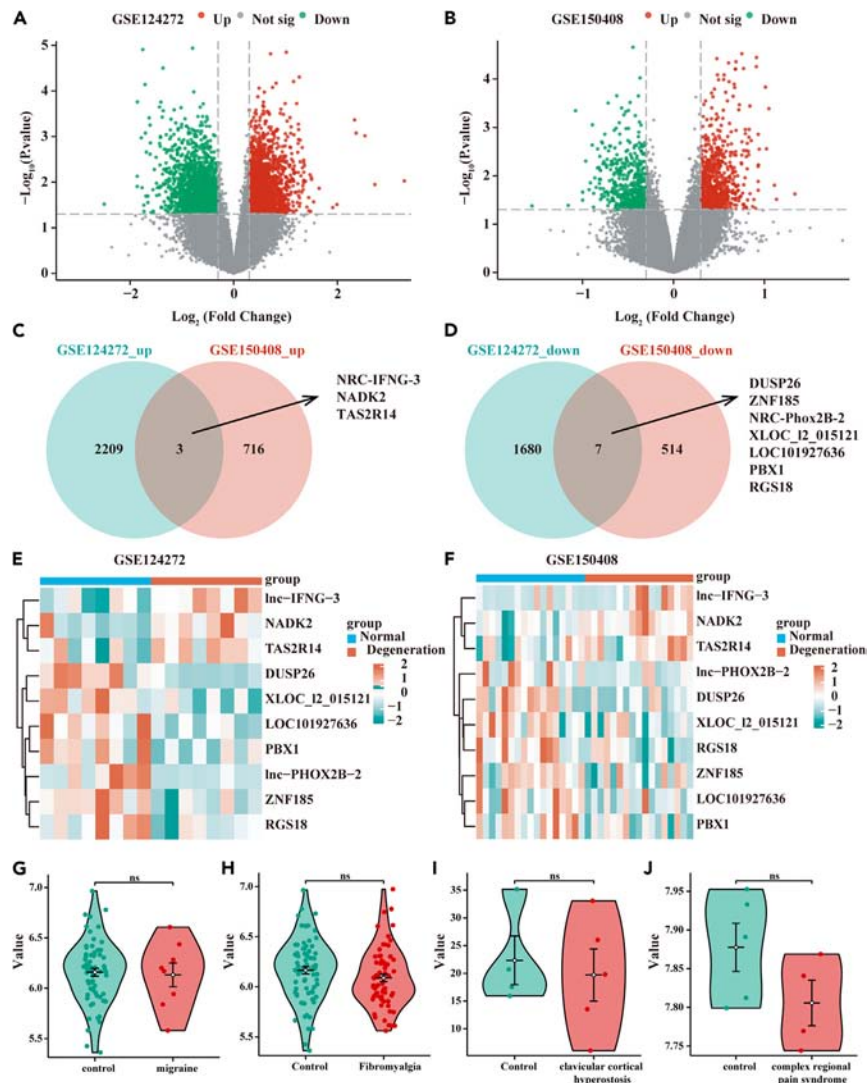 A GSE124272 Up Not sig Down
−Log10(P.value)
5
4
3
2
1
0
−2 0 2
Log2 (Fold Change)
B GSE150408 Up Not sig Down
−Log10(P.value)
4
3
2
1
0
−1 0 1
Log2 (Fold Change)
C
GSE124272_up GSE150408_up
2209 3 716
NRC-IFNG-3
NADK2
TAS2R14
D
GSE124272_down GSE150408_down
1680 7 514
DUSP26
ZNF185
NRC-Phox2B-2
XLOC_l2_015121
LOC101927636
PBX1
RGS18
E GSE124272
group
lnc−IFNG−3
NADK2
TAS2R14
DUSP26
XLOC_l2_015121
LOC101927636
PBX1
lnc−PHOX2B−2
ZNF185
RGS18
group
Normal
Degeneration
2
1
0
−1
−2
F GSE150408
group
lnc−IFNG−3
NADK2
TAS2R14
lnc−PHOX2B−2
DUSP26
XLOC_l2_015121
RGS18
ZNF185
LOC101927636
PBX1
group
Normal
Degeneration
2
1
0
−1
−2
G
ns
Value
7.0
6.5
6.0
5.5
control migraine
H
ns
Value
7.0
6.5
6.0
5.5
Control Fibromyalgia
I
ns
Value
35
30
25
20
15
10
5
Control clavicular cortical
hyperostosis
J
ns
Value
7.95
7.90
7.85
7.80
7.75
control complex regional
pain syndrome